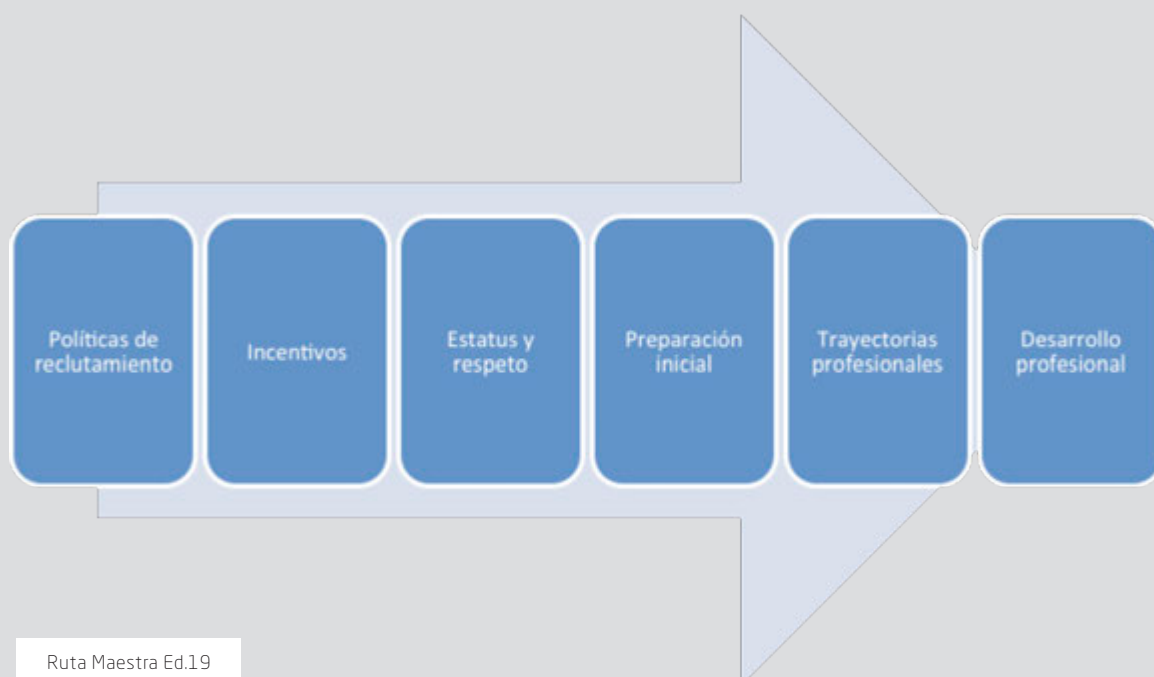 Políticas de
reclutamiento
Incentivos
Estatus y
respeto
Preparación
inicial
Trayectorias
profesionales
Desarrollo
profesional
Ruta Maestra Ed.19